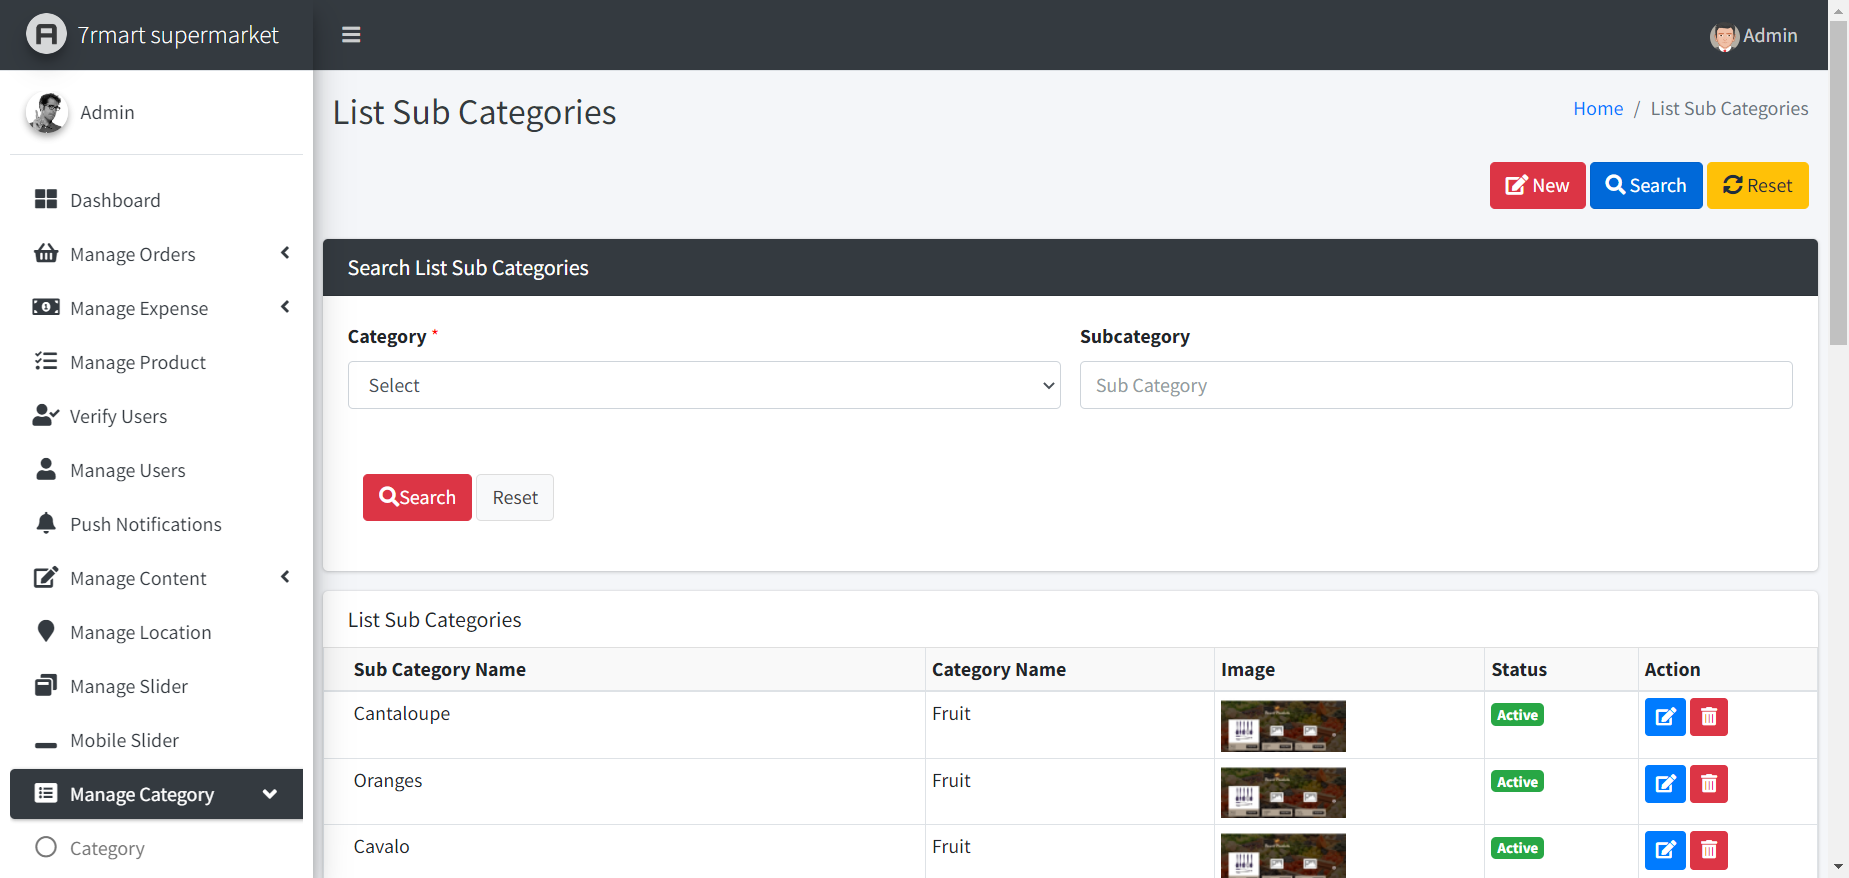 7rmart supermarket
Admin
Admin
List Sub Categories
Home / List Sub Categories
New
Search
Reset
Dashboard
Manage Orders
Manage Expense
Manage Product
Verify Users
Manage Users
Push Notifications
Manage Content
Manage Location
Manage Slider
Mobile Slider
Manage Category
Category
Search List Sub Categories
Category *
Subcategory
Select
Sub Category
Search
Reset
List Sub Categories
Sub Category Name Category Name Image Status Action
Cantaloupe Fruit Active
Oranges Fruit Active
Cavalo Fruit Active